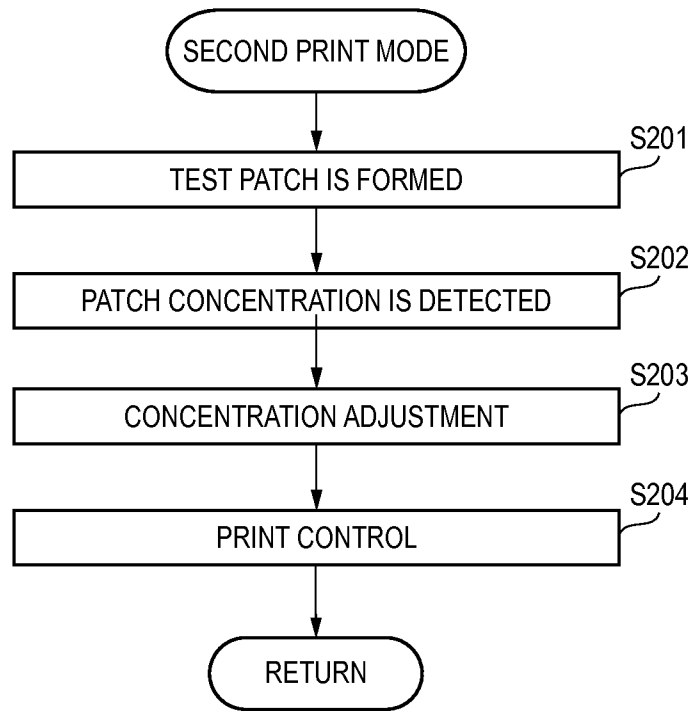 SECOND PRINT MODE
S201
TEST PATCH IS FORMED
S202
PATCH CONCENTRATION IS DETECTED
S203
CONCENTRATION ADJUSTMENT
S204
PRINT CONTROL
RETURN